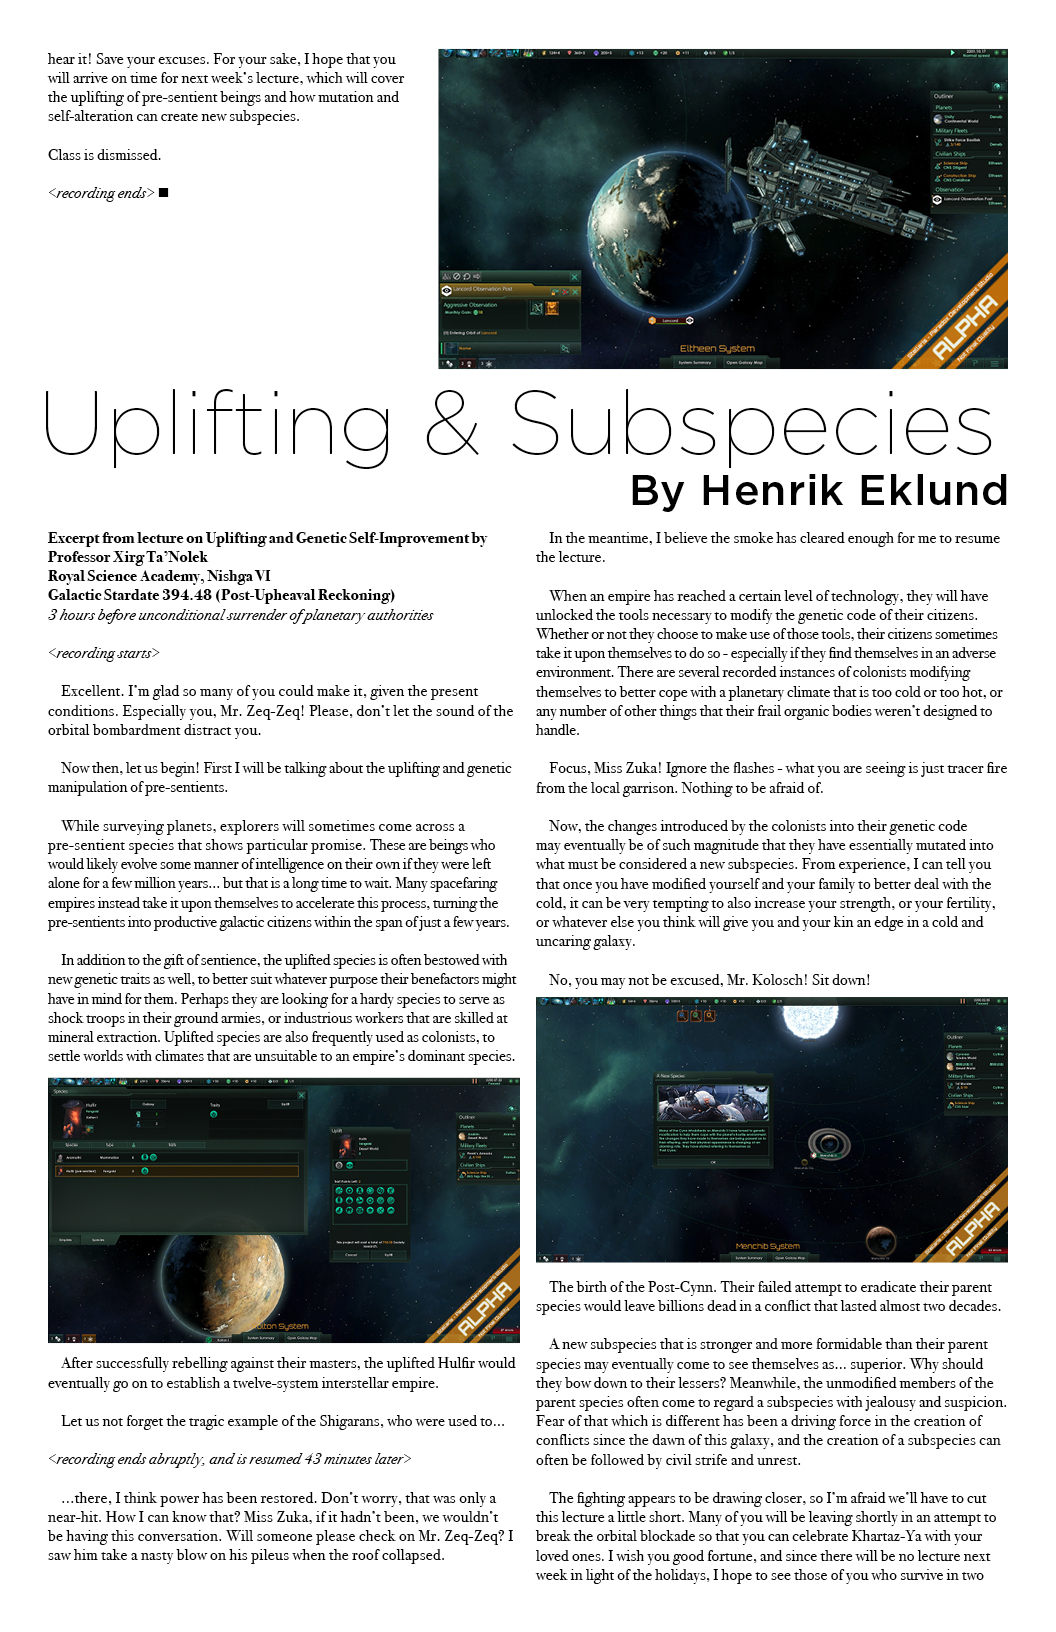 hear it! Save your excuses. For your sake, I hope that you
will arrive on time for next week's lecture, which will cover
the uplifting of pre-sentient beings and how mutation and
self-alteration can create new subspecies.
Class is dismissed.
<recording ends> ■
Outliner
Planets
Unity
Continental World
Deneb
Military Fleets
Civilian Ships
Science Ship
Construction Ship
Observation
Lancord Observation Post
Lancord Observation Post
Aggressive Observation
Lancord
Eltheen System
System Summary
Open Galaxy Map
Stellaris - Paradox Development Studio
ALPHA
Not Final Quality
Uplifting & Subspecies
By Henrik Eklund
Excerpt from lecture on Uplifting and Genetic Self-Improvement by
Professor Xirg Ta'Nolek
Royal Science Academy, Nishga VI
Galactic Stardate 394.48 (Post-Upheaval Reckoning)
3 hours before unconditional surrender of planetary authorities
<recording starts>
Excellent. I'm glad so many of you could make it, given the present
conditions. Especially you, Mr. Zeq-Zeq! Please, don't let the sound of the
orbital bombardment distract you.
Now then, let us begin! First I will be talking about the uplifting and genetic
manipulation of pre-sentients.
While surveying planets, explorers will sometimes come across a
pre-sentient species that shows particular promise. These are beings who
would likely evolve some manner of intelligence on their own if they were left
alone for a few million years... but that is a long time to wait. Many spacefaring
empires instead take it upon themselves to accelerate this process, turning the
pre-sentients into productive galactic citizens within the span of just a few years.
In addition to the gift of sentience, the uplifted species is often bestowed with
new genetic traits as well, to better suit whatever purpose their benefactors might
have in mind for them. Perhaps they are looking for a hardy species to serve as
shock troops in their ground armies, or industrious workers that are skilled at
mineral extraction. Uplifted species are also frequently used as colonists, to
settle worlds with climates that are unsuitable to an empire's dominant species.
Species
Hulfir
Traits
Uplift
Outliner
Planets
Military Fleets
Civilian Ships
System Summary
Open Galaxy Map
ALPHA
After successfully rebelling against their masters, the uplifted Hulfir would
eventually go on to establish a twelve-system interstellar empire.
Let us not forget the tragic example of the Shigarans, who were used to...
<recording ends abruptly, and is resumed 43 minutes later>
...there, I think power has been restored. Don't worry, that was only a
near-hit. How I can know that? Miss Zuka, if it hadn't been, we wouldn't
be having this conversation. Will someone please check on Mr. Zeq-Zeq? I
saw him take a nasty blow on his pileus when the roof collapsed.
In the meantime, I believe the smoke has cleared enough for me to resume
the lecture.
When an empire has reached a certain level of technology, they will have
unlocked the tools necessary to modify the genetic code of their citizens.
Whether or not they choose to make use of those tools, their citizens sometimes
take it upon themselves to do so - especially if they find themselves in an adverse
environment. There are several recorded instances of colonists modifying
themselves to better cope with a planetary climate that is too cold or too hot, or
any number of other things that their frail organic bodies weren't designed to
handle.
Focus, Miss Zuka! Ignore the flashes - what you are seeing is just tracer fire
from the local garrison. Nothing to be afraid of.
Now, the changes introduced by the colonists into their genetic code
may eventually be of such magnitude that they have essentially mutated into
what must be considered a new subspecies. From experience, I can tell you
that once you have modified yourself and your family to better deal with the
cold, it can be very tempting to also increase your strength, or your fertility,
or whatever else you think will give you and your kin an edge in a cold and
uncaring galaxy.
No, you may not be excused, Mr. Kolosch! Sit down!
A New Species
OK
Outliner
Planets
Military Fleets
Civilian Ships
Menchib System
System Summary
Open Galaxy Map
ALPHA
The birth of the Post-Cynn. Their failed attempt to eradicate their parent
species would leave billions dead in a conflict that lasted almost two decades.
A new subspecies that is stronger and more formidable than their parent
species may eventually come to see themselves as... superior. Why should
they bow down to their lessers? Meanwhile, the unmodified members of the
parent species often come to regard a subspecies with jealousy and suspicion.
Fear of that which is different has been a driving force in the creation of
conflicts since the dawn of this galaxy, and the creation of a subspecies can
often be followed by civil strife and unrest.
The fighting appears to be drawing closer, so I'm afraid we'll have to cut
this lecture a little short. Many of you will be leaving shortly in an attempt to
break the orbital blockade so that you can celebrate Khartaz-Ya with your
loved ones. I wish you good fortune, and since there will be no lecture next
week in light of the holidays, I hope to see those of you who survive in two